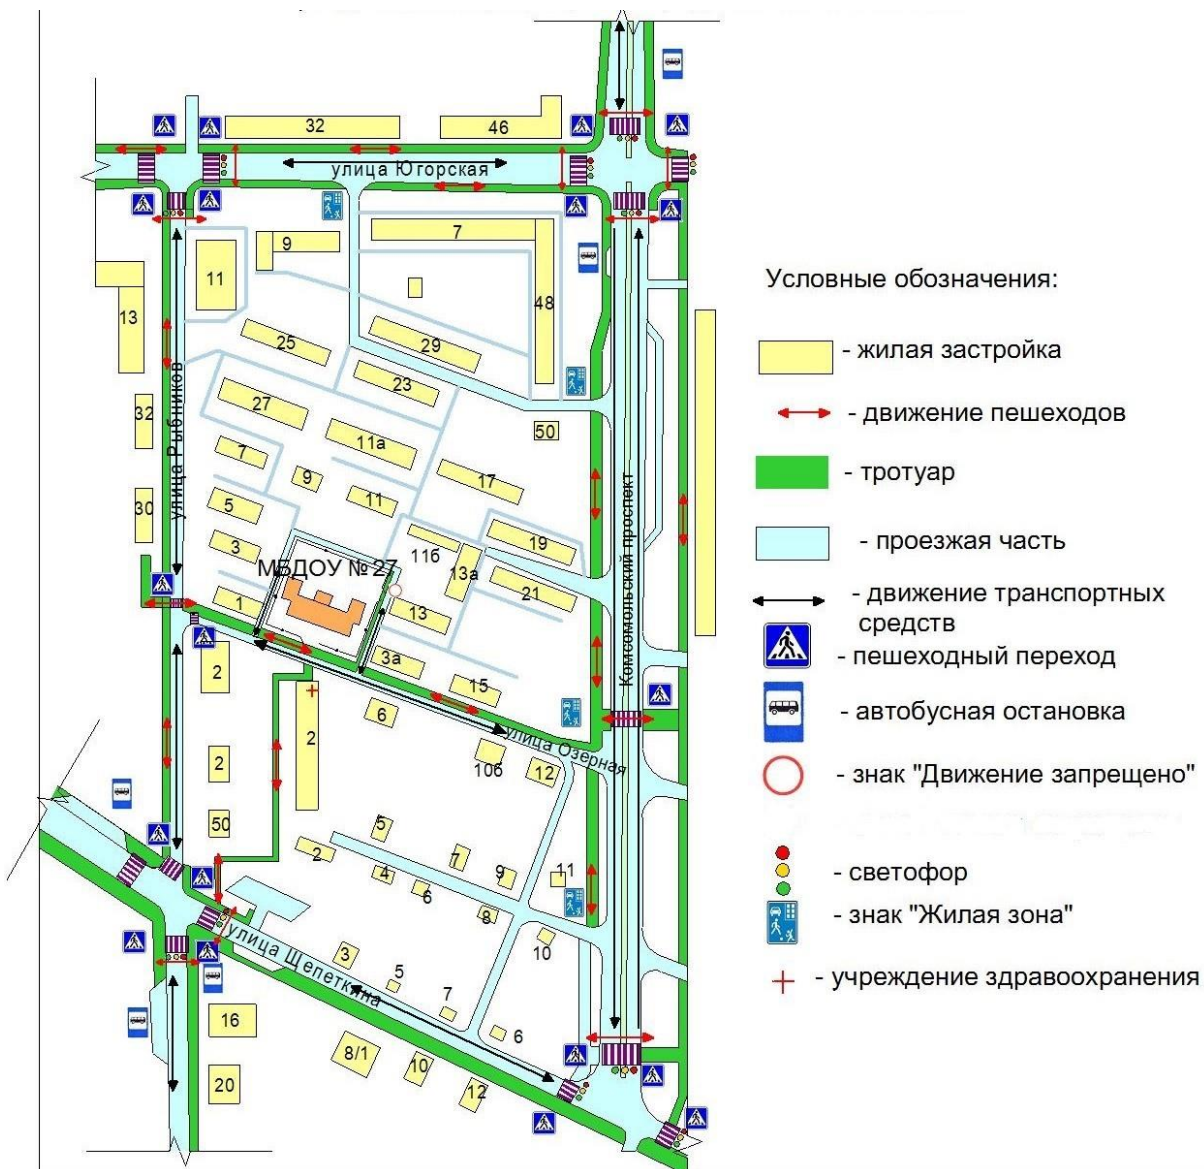 32
46
улица Югорская
9
7
11
13
48
25
29
23
27
32
11а
50
7
9
17
11
30
5
116
19
3
МБДОУ № 27
13а
21
1
13
2
3а
15
6
2
улица Озерная
2
10б
12
50
5
2
7
4
9
11
6
8
10
3
5
7
6
16
8/1
10
20
12
улица Рыбников
Комсомольский проспект
улица Щепеткина
Условные обозначения:
- жилая застройка
- движение пешеходов
- тротуар
- проезжая часть
- движение транспортных
средств
- пешеходный переход
- автобусная остановка
- знак "Движение запрещено"
- светофор
- знак "Жилая зона"
- учреждение здравоохранения